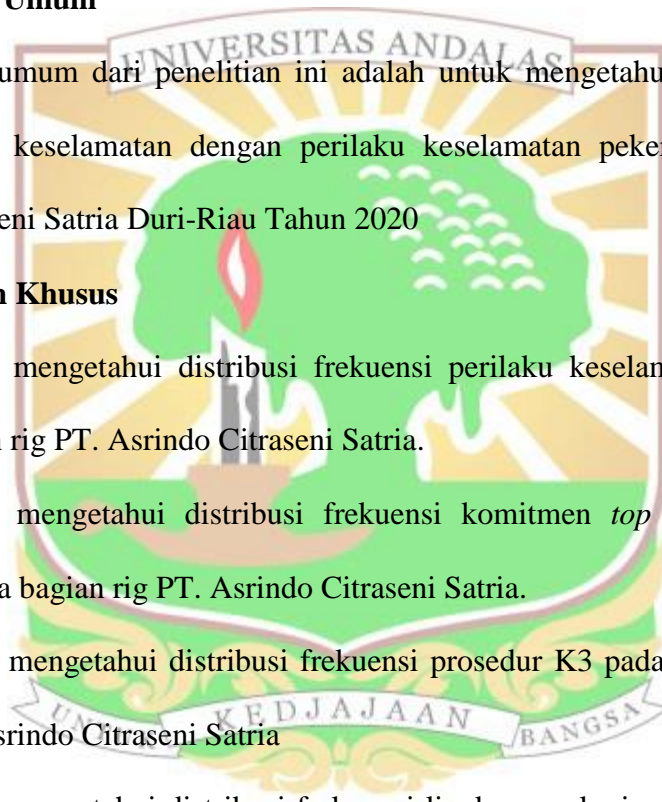 Umum
UNIVERSITAS ANDALAS
umum dari penelitian ini adalah untuk mengetahu
keselamatan dengan perilaku keselamatan peker
eni Satria Duri-Riau Tahun 2020
Khusus
mengetahui distribusi frekuensi perilaku keselan
rig PT. Asrindo Citraseni Satria.
mengetahui distribusi frekuensi komitmen top
a bagian rig PT. Asrindo Citraseni Satria.
mengetahui distribusi frekuensi prosedur K3 pada
srindo Citraseni Satria
UN KEDJAJAAN BANGSA